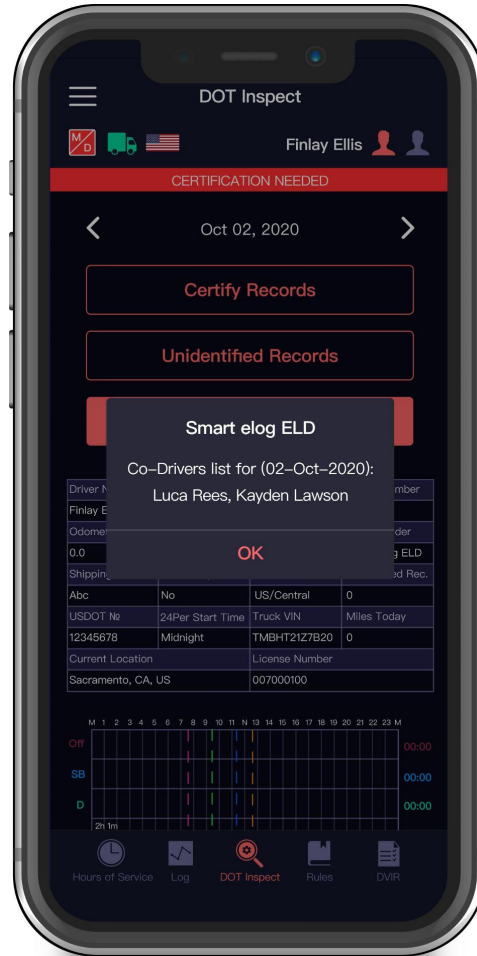 DOT Inspect
M/D
Finlay Ellis
CERTIFICATION NEEDED
Oct 02, 2020
Certify Records
Unidentified Records
Smart elog ELD
Co-Drivers list for (02-Oct-2020):
Luca Rees, Kayden Lawson
OK
Driver
Finlay
0.0 ELD
Shipping Rec.
Abc No US/Central 0
USDOT № 24Per Start Time Truck VIN Miles Today
12345678 Midnight TMBHT21Z7B20 0
Current Location License Number
Sacramento, CA, US 007000100
M 1 2 3 4 5 6 7 8 9 10 11 N 13 14 15 16 17 18 19 20 21 22 23 M
Off 00:00
SB 00:00
D 00:00
2h 1m
Hours of Service Log DOT Inspect Rules DVIR